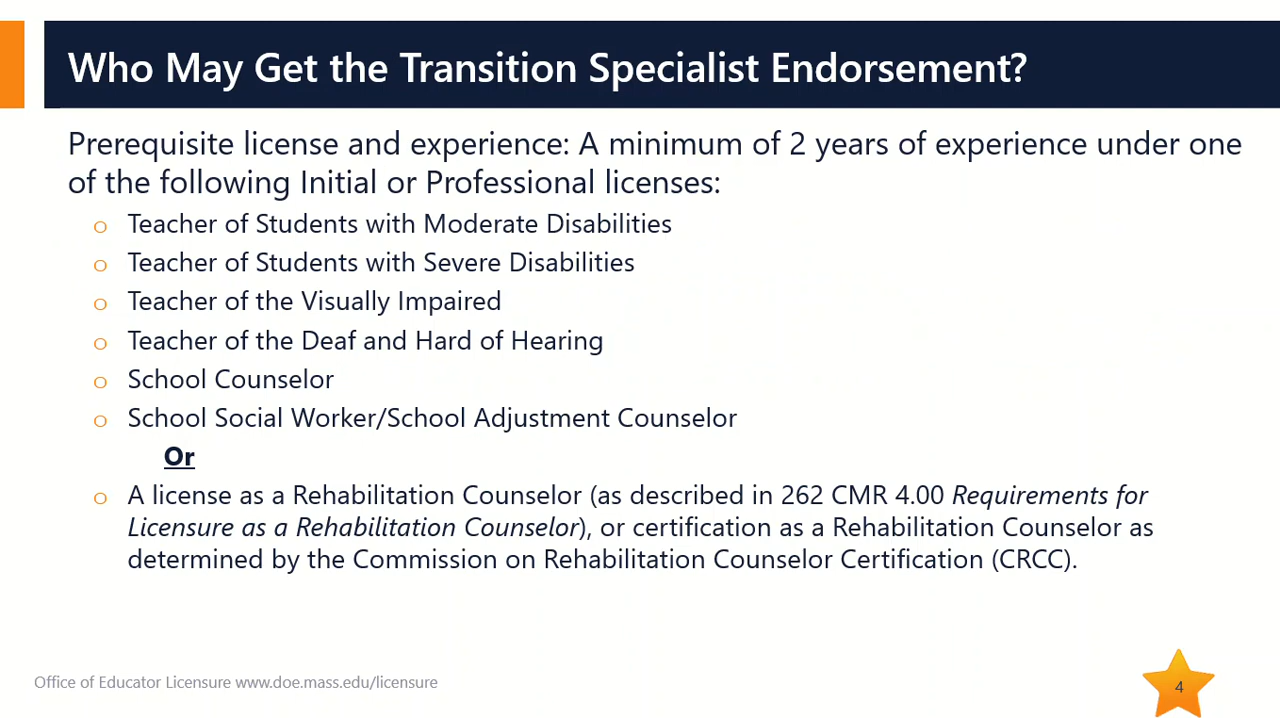 Who May Get the Transition Specialist Endorsement?
Prerequisite license and experience: A minimum of 2 years of experience under one
of the following Initial or Professional licenses:
o Teacher of Students with Moderate Disabilities
o Teacher of Students with Severe Disabilities
o Teacher of the Visually Impaired
o Teacher of the Deaf and Hard of Hearing
o School Counselor
o School Social Worker/School Adjustment Counselor
Or
o A license as a Rehabilitation Counselor (as described in 262 CMR 4.00 Requirements for
Licensure as a Rehabilitation Counselor), or certification as a Rehabilitation Counselor as
determined by the Commission on Rehabilitation Counselor Certification (CRCC).
Office of Educator Licensure www.doe.mass.edu/licensure
4